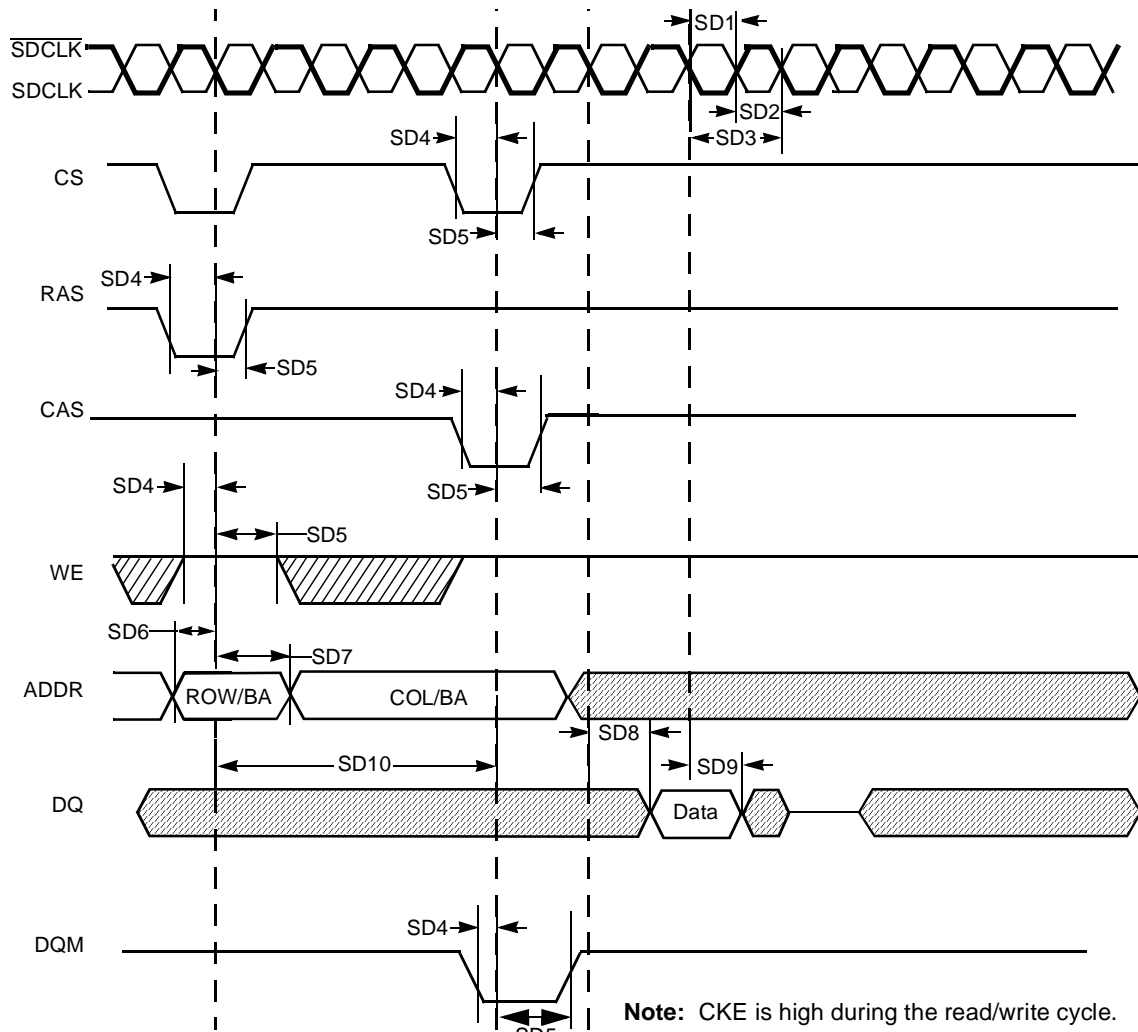 SD1
SDCLK
SDCLK
SD2
SD4
SD3
CS
SD5
SD4
RAS
SD5
SD4
CAS
SD4
SD5
SD5
WE
SD6
SD7
ADDR
ROW/BA
COL/BA
SD8
SD10
SD9
DQ
Data
SD4
DQM
Note: CKE is high during the read/write cycle.
SD5